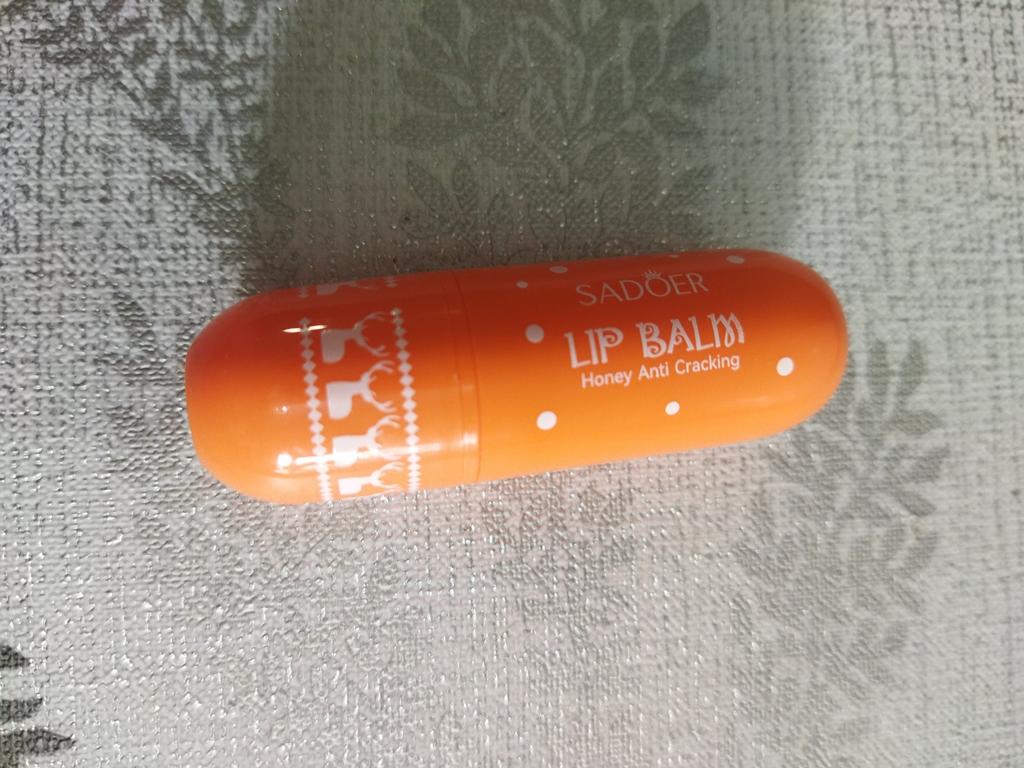 SADOER
LIP BALM
Honey Anti Cracking